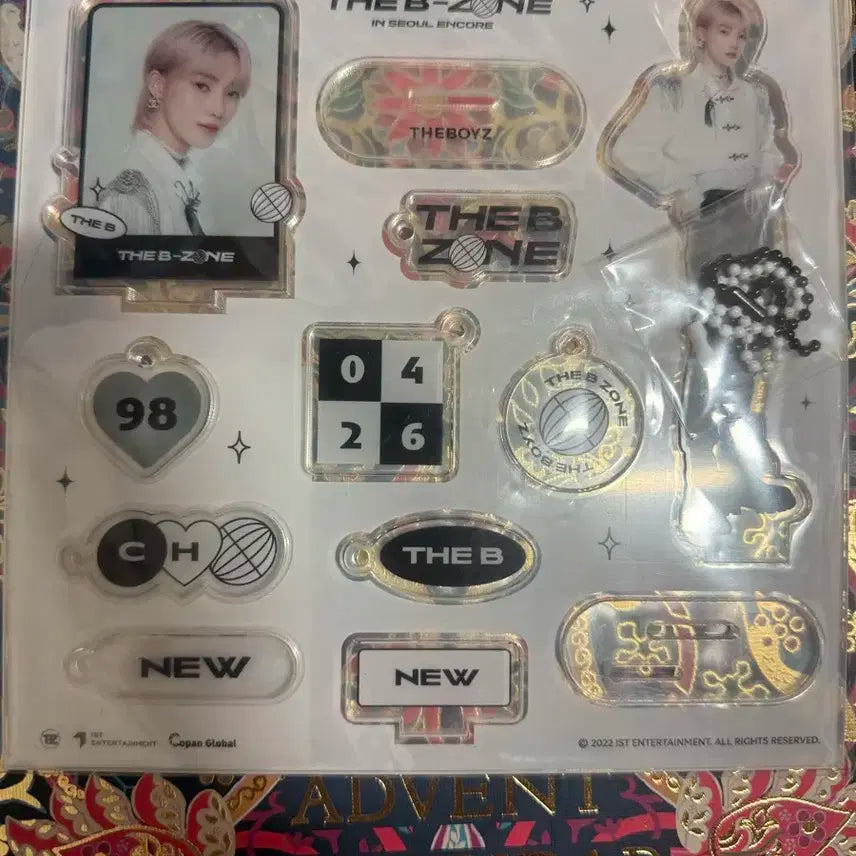 THE B-ZONE
IN SEOUL ENCORE
THEBOYZ
THE B
THE B-ZONE
THE B
ZONE
98
0 4
2 6
THE B ZONE
THE BOYZ
C H
THE B
NEW
NEW
IST
ENTERTAINMENT
Copan Global
© 2022 IST ENTERTAINMENT. ALL RIGHTS RESERVED.
ADVENT